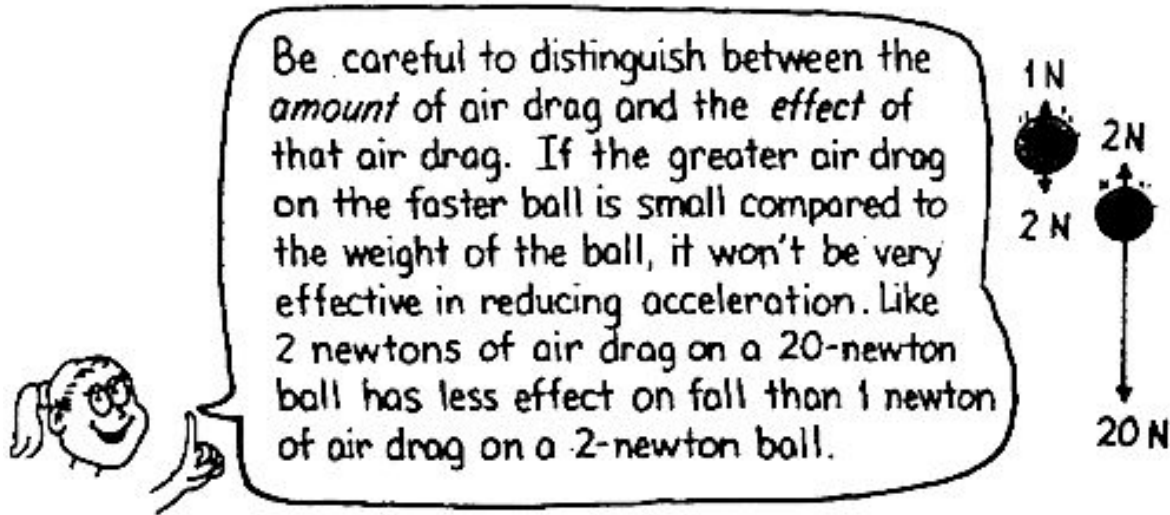 Be careful to distinguish between the
amount of air drag and the effect of
that air drag. If the greater air drag
on the faster ball is small compared to
the weight of the ball, it won't be very
effective in reducing acceleration. Like
2 newtons of air drag on a 20-newton
ball has less effect on fall than 1 newton
of air drag on a 2-newton ball.
1 N
2 N
2 N
20 N